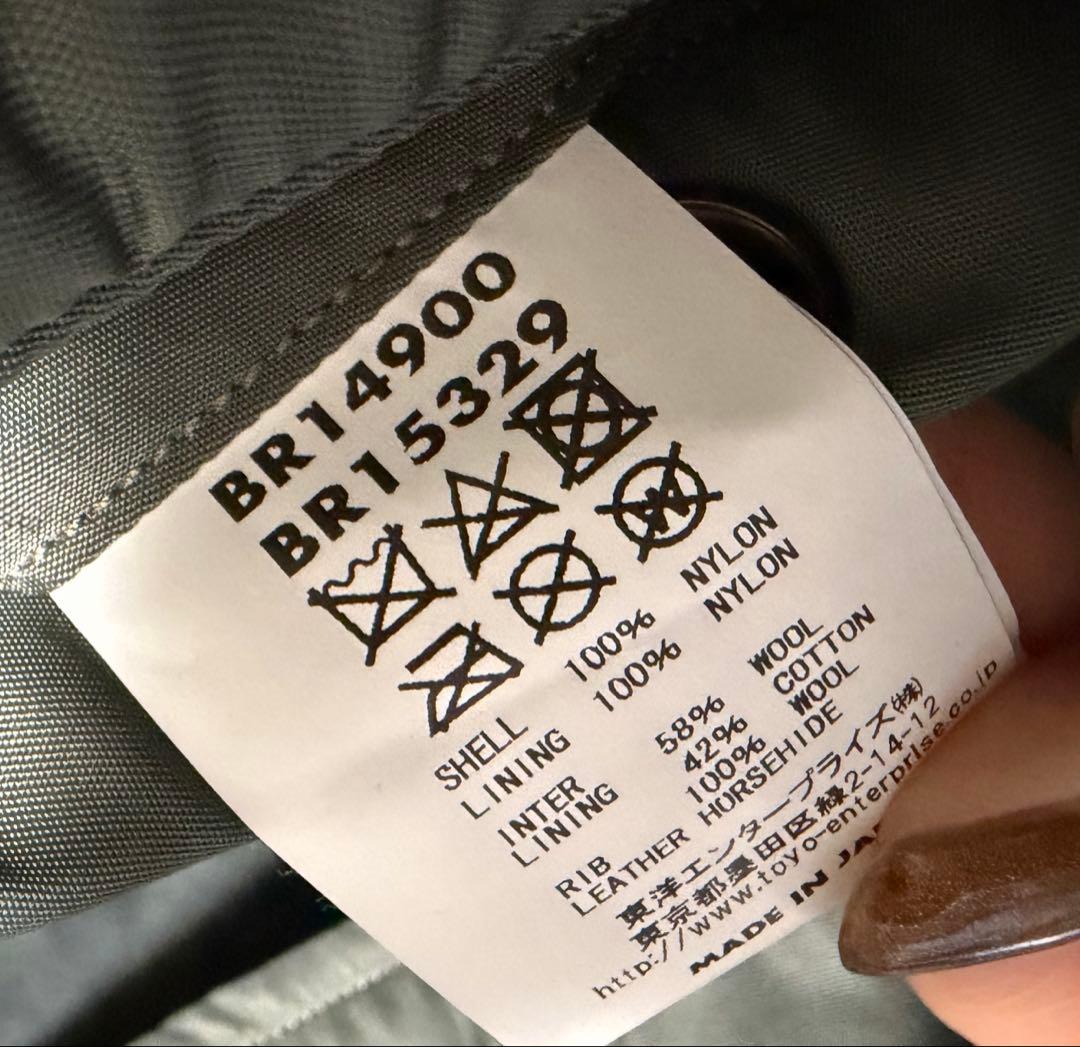 BR14900
BR15329
W
SHELL 100% NYLON
LINING 100% NYLON
INTER LINING 58% WOOL
42% COTTON
RIB 100% WOOL
LEATHER HORSEHIDE
東洋エンタープライズ㈱
東京都墨田区緑2-14-12
http://www.toyo-enterprise.co.jp
MADE IN